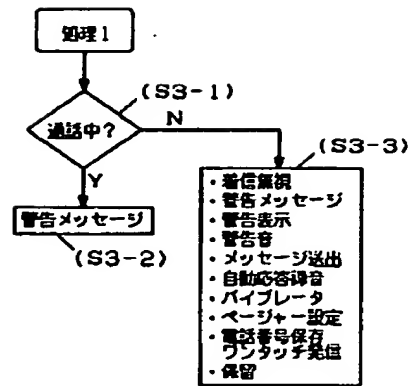 処理1
(S3-1)
通話中?
N
Y
(S3-3)
警告メッセージ
(S3-2)
・着信無視
・警告メッセージ
・警告表示
・警告音
・メッセージ送出
・自動応答録音
・バイブレータ
・ページャー設定
・電話番号保存
ワンタッチ発信
・保留